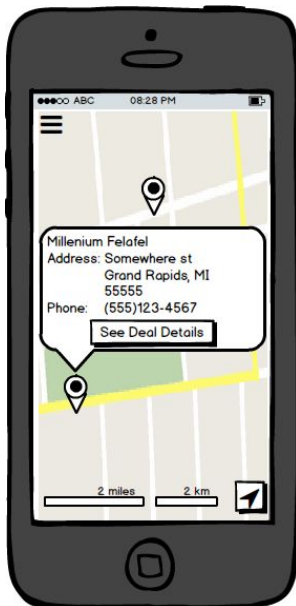 ●●●○○ ABC 08:28 PM
Millenium Felafel
Address: Somewhere st
Grand Rapids, MI
55555
Phone: (555)123-4567
See Deal Details
2 miles 2 km